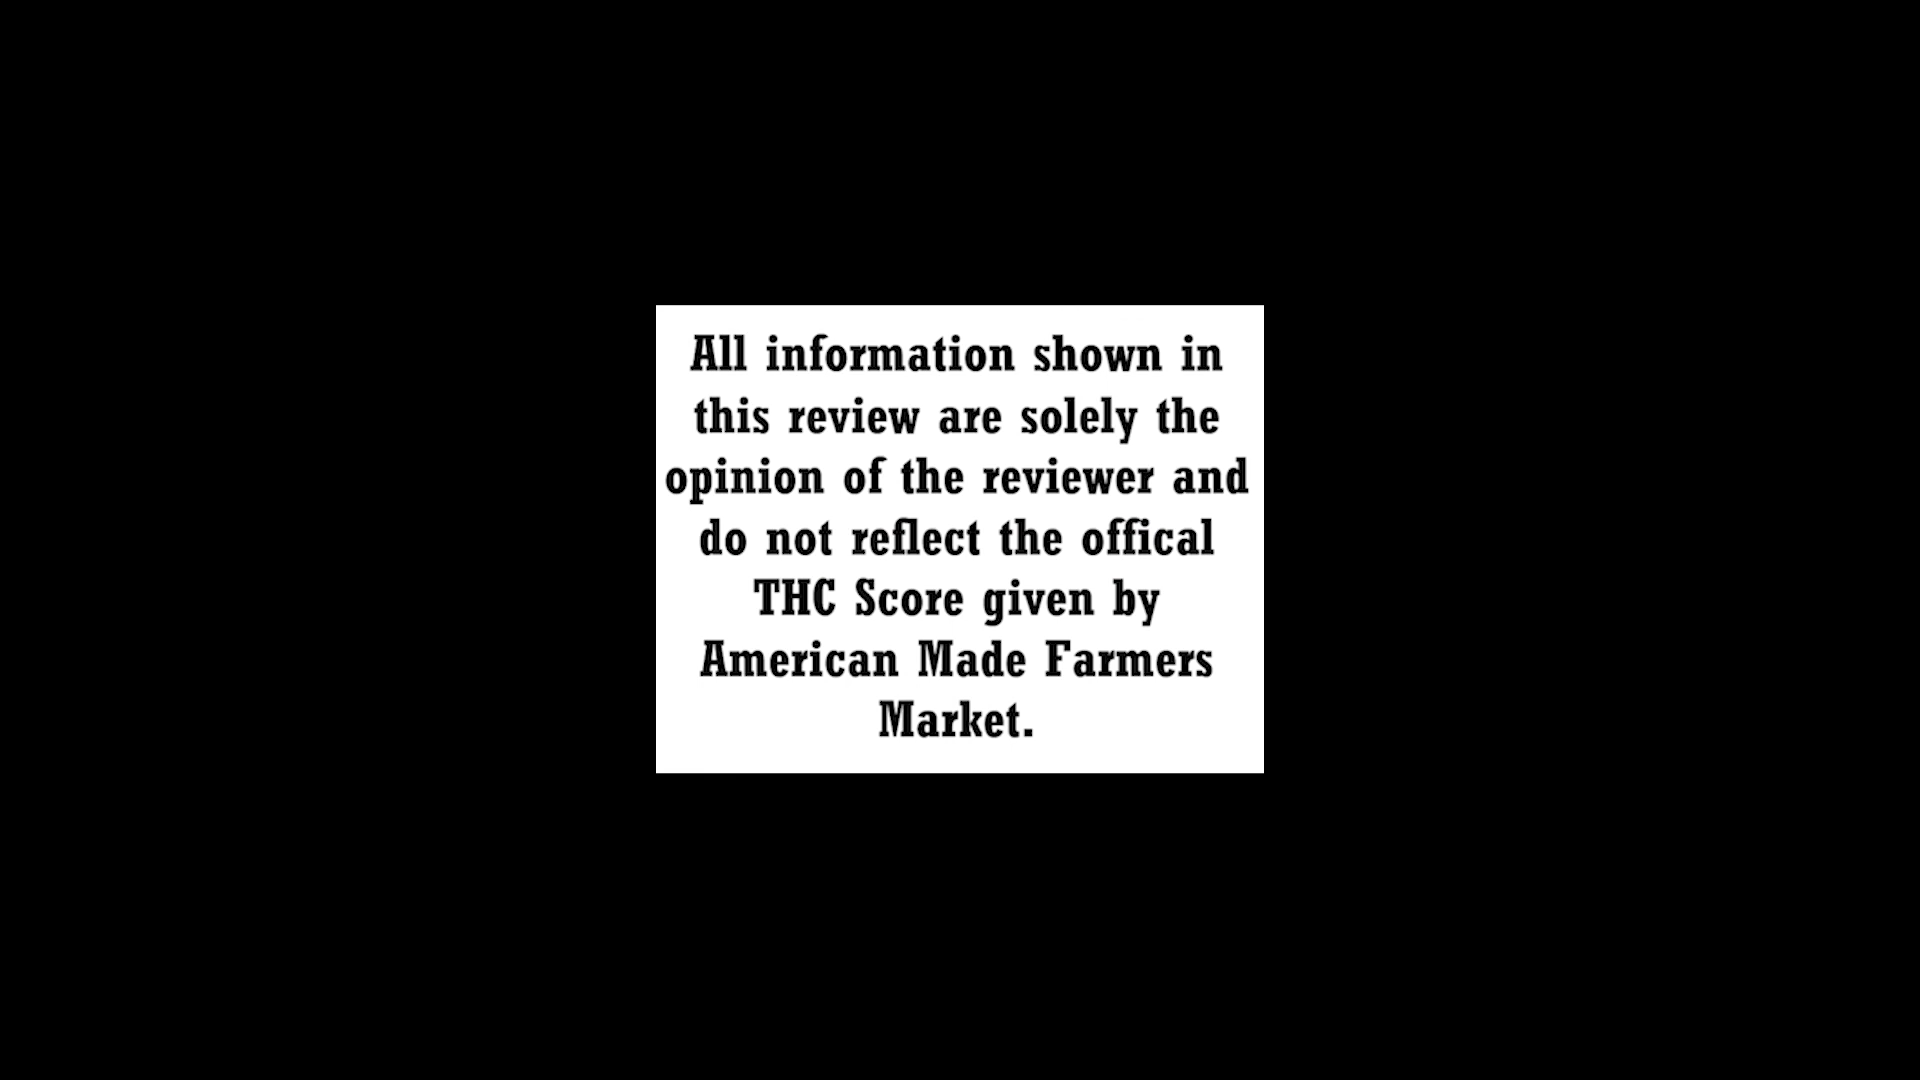 All information shown in
this review are solely the
opinion of the reviewer and
do not reflect the offical
THC Score given by
American Made Farmers
Market.